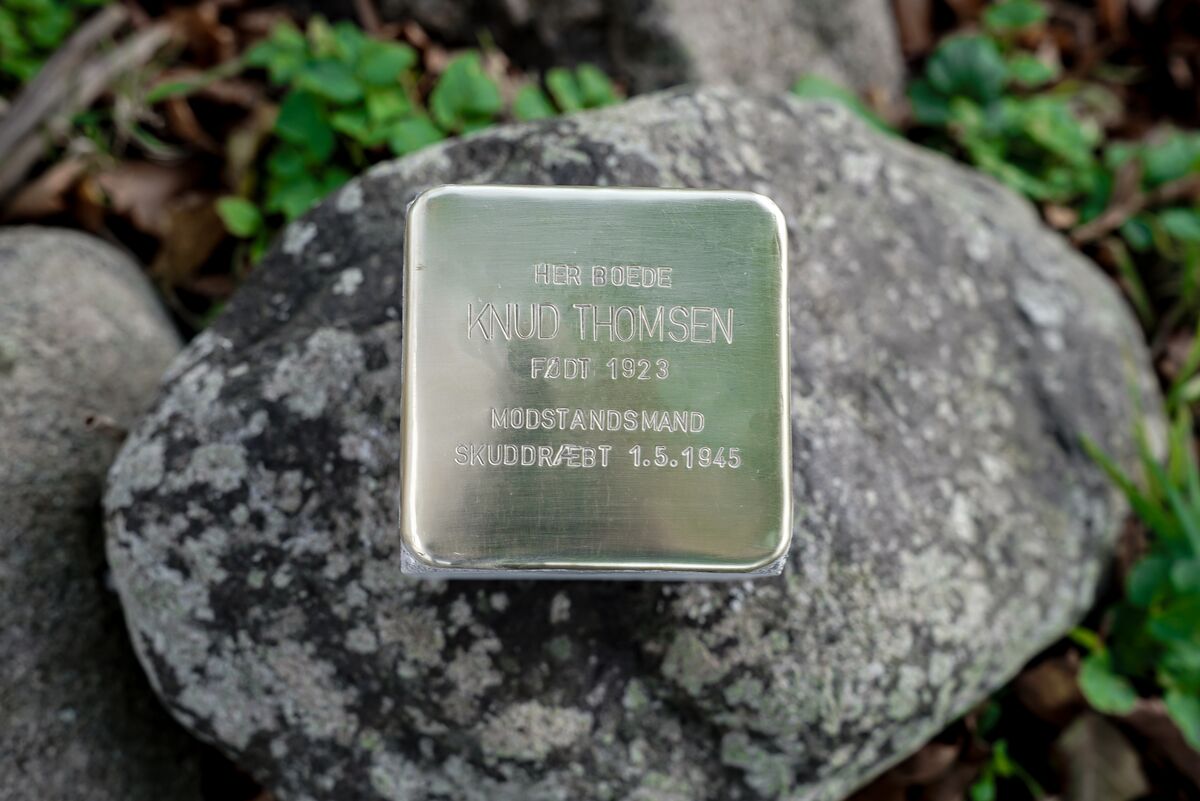 HER BOEDE
KNUD THOMSEN
FØDT 1923
MODSTANDSMAND
SKUDDRÆBT 1.5.1945